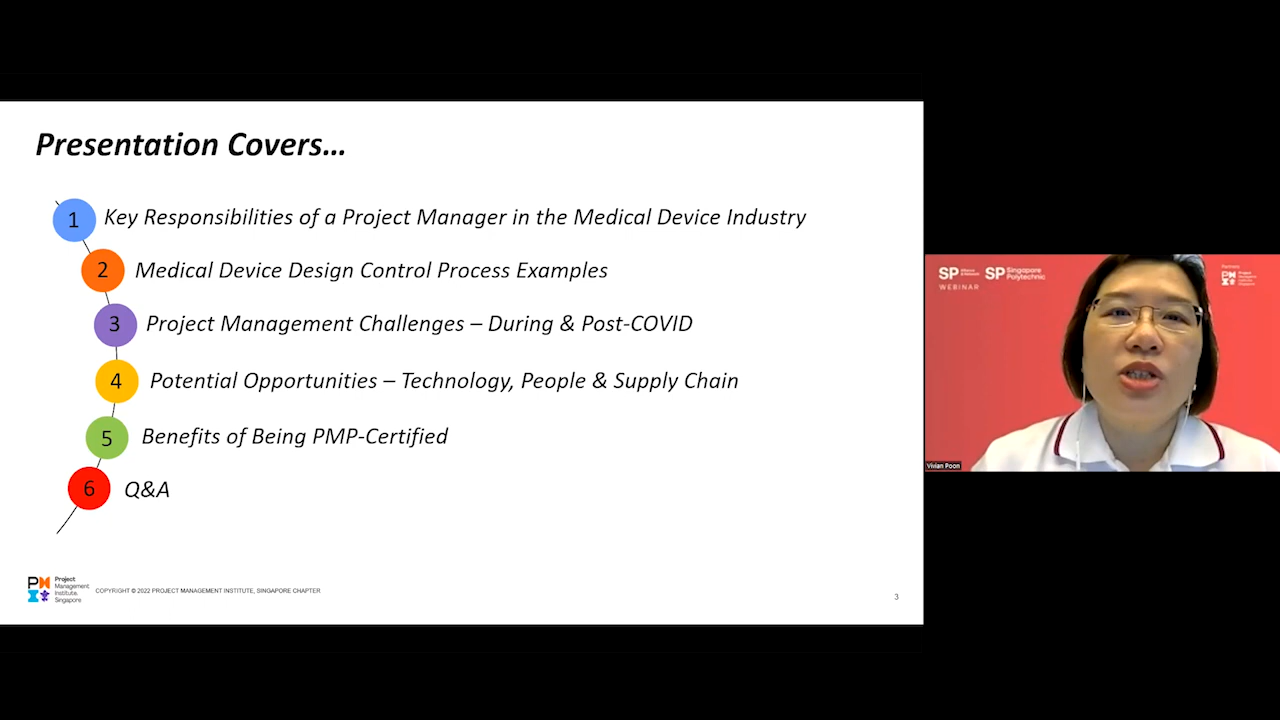 Presentation Covers...
1 Key Responsibilities of a Project Manager in the Medical Device Industry
2 Medical Device Design Control Process Examples
3 Project Management Challenges – During & Post-COVID
4 Potential Opportunities – Technology, People & Supply Chain
5 Benefits of Being PMP-Certified
6 Q&A
Project
Management
Institute.
Singapore
COPYRIGHT © 2022 PROJECT MANAGEMENT INSTITUTE, SINGAPORE CHAPTER
3
SP
SP Singapore
Polytechnic
WEBINAR
Partners
Vivian Poon